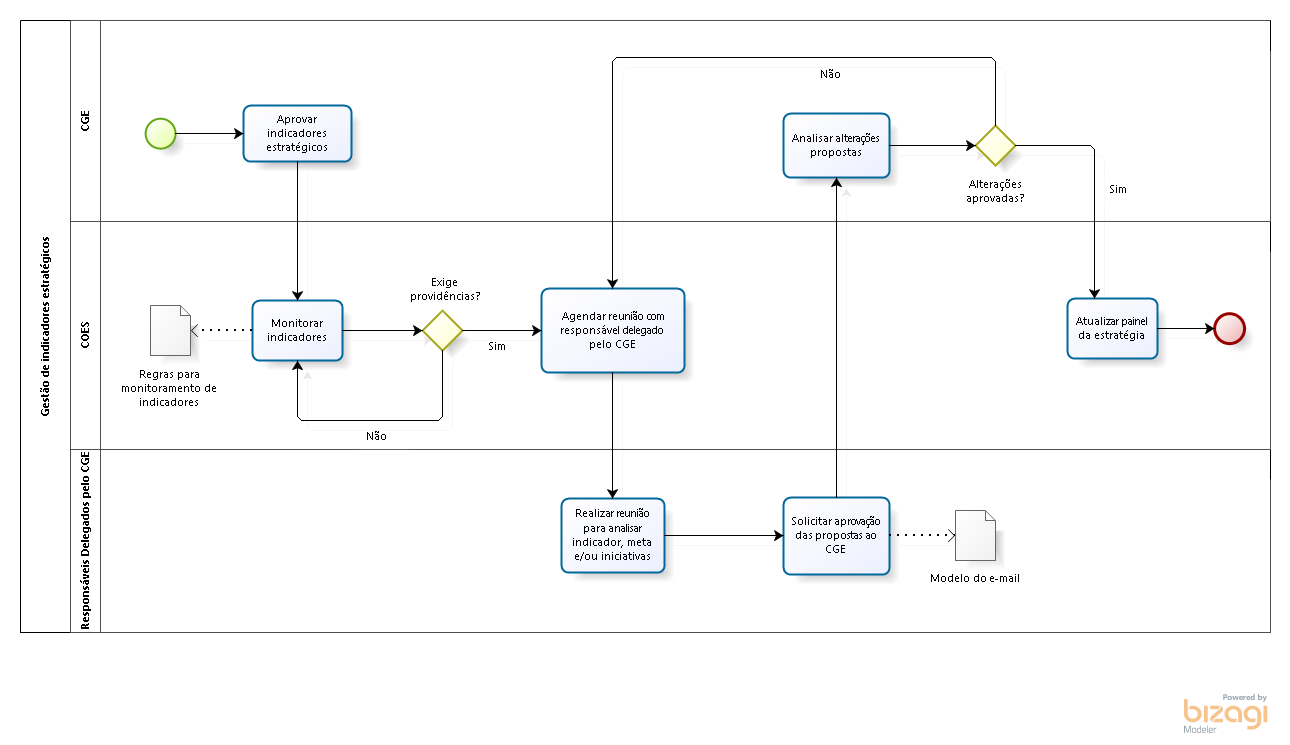 Gestão de indicadores estratégicos
CGE
Aprovar
indicadores
estratégicos
Não
Analisar alterações
propostas
Alterações
aprovadas?
Sim
COES
Regras para
monitoramento de
indicadores
Monitorar
indicadores
Exige
providências?
Sim
Não
Agendar reunião com
responsável delegado
pelo CGE
Atualizar painel
da estratégia
Responsáveis Delegados pelo CGE
Realizar reunião
para analisar
indicador, meta
e/ou iniciativas
Solicitar aprovação
das propostas ao
CGE
Modelo do e-mail
Powered by
bizagi
Modeler